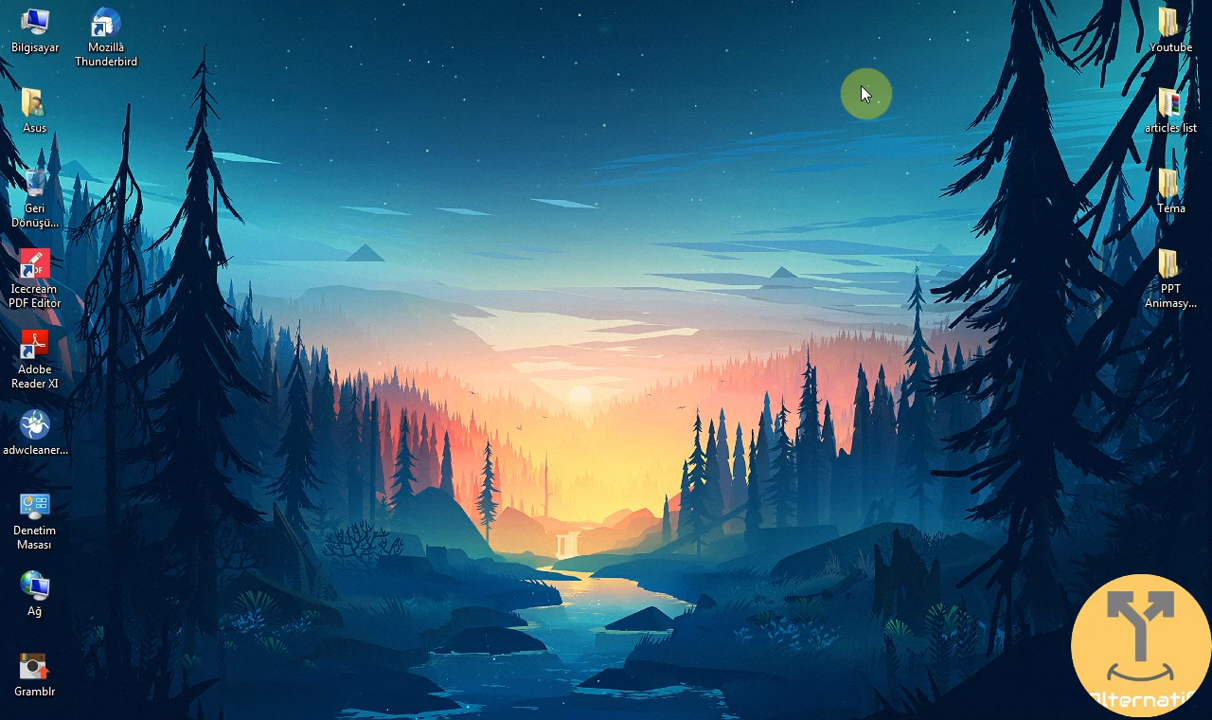 Bilgisayar
Mozilla
Thunderbird
Asus
Geri
Dönüşü...
Icecream
PDF Editor
Adobe
Reader XI
adwcleaner...
Denetim
Masası
Ağ
Gramblr
Youtube
articles list
Tema
PPT
Animasy...
alternatif